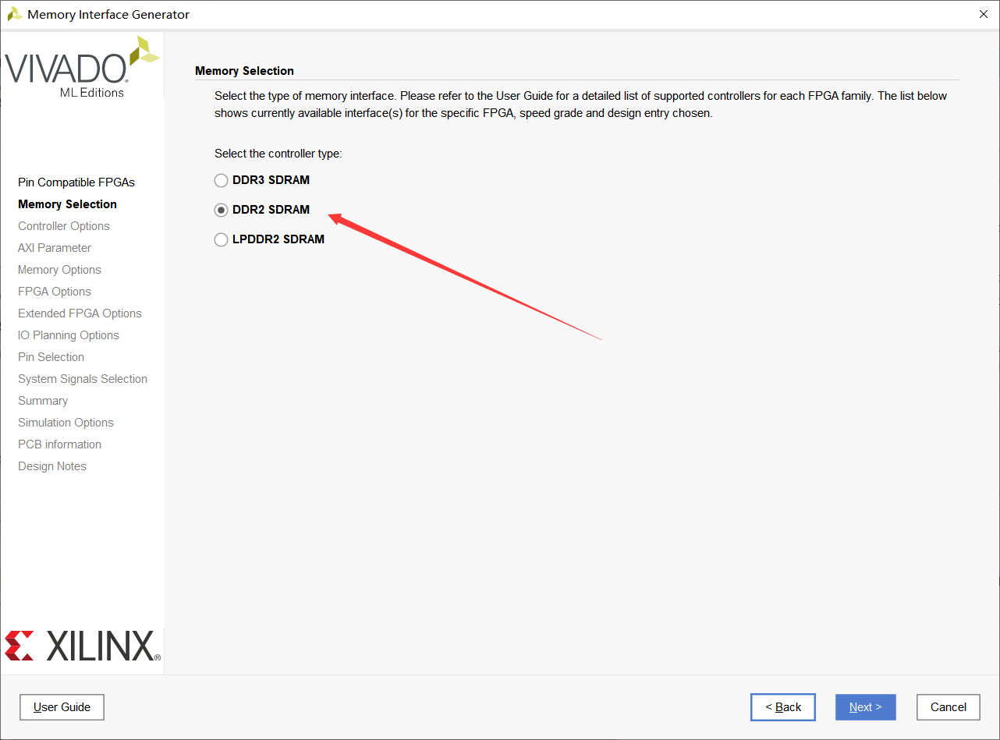 Memory Interface Generator
VIVADO.
ML Editions
Pin Compatible FPGAs
Memory Selection
Controller Options
AXI Parameter
Memory Options
FPGA Options
Extended FPGA Options
IO Planning Options
Pin Selection
System Signals Selection
Summary
Simulation Options
PCB information
Design Notes
XILINX®
Memory Selection
Select the type of memory interface. Please refer to the User Guide for a detailed list of supported controllers for each FPGA family. The list below
shows currently available interface(s) for the specific FPGA, speed grade and design entry chosen.
Select the controller type:
DDR3 SDRAM
DDR2 SDRAM
LPDDR2 SDRAM
User Guide
< Back
Next >
Cancel